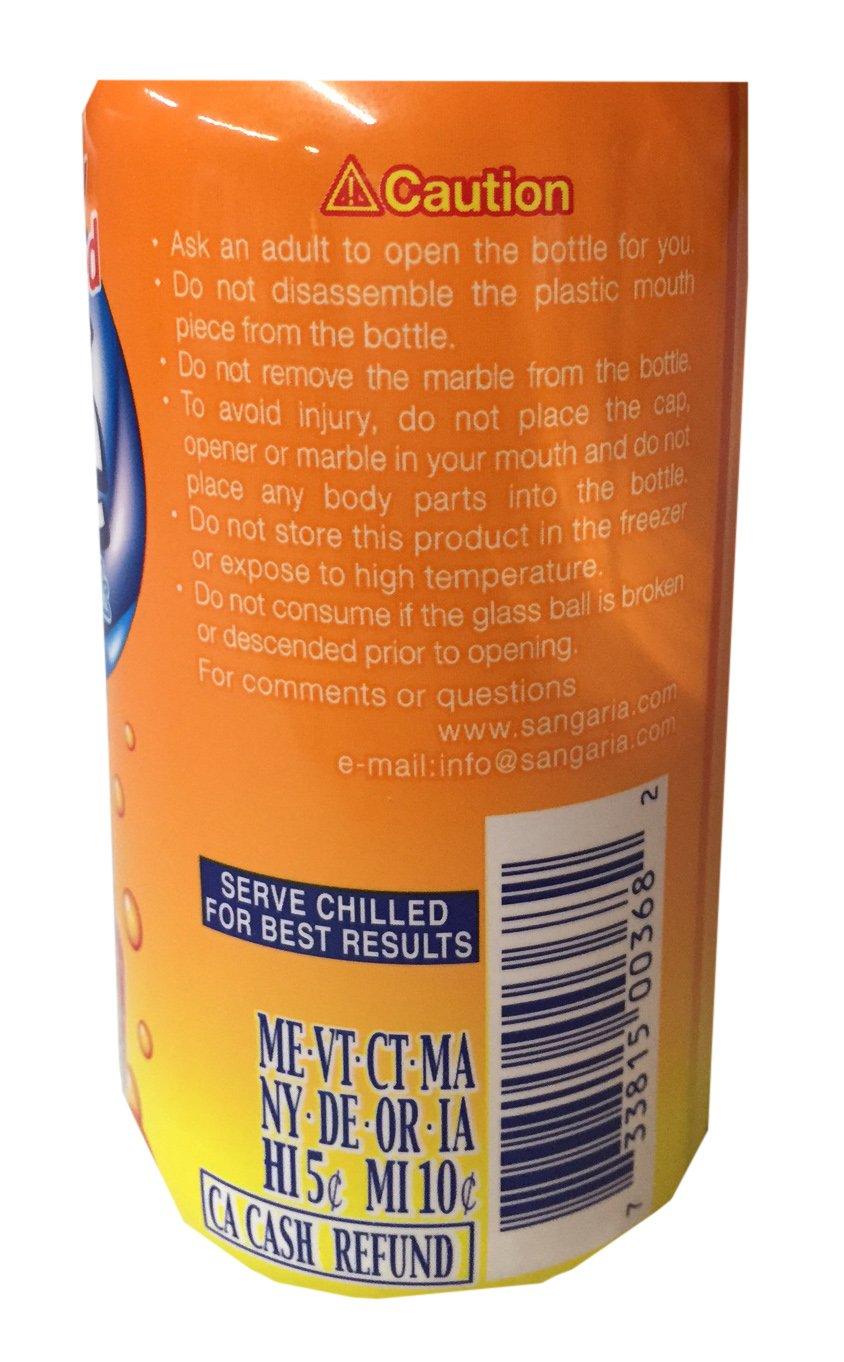 ⚠Caution
• Ask an adult to open the bottle for you.
• Do not disassemble the plastic mouth
piece from the bottle.
• Do not remove the marble from the bottle.
• To avoid injury, do not place the cap,
opener or marble in your mouth and do not
place any body parts into the bottle.
• Do not store this product in the freezer
or expose to high temperature.
• Do not consume if the glass ball is broken
or descended prior to opening.
For comments or questions
www.sangaria.com
e-mail:info@sangaria.com
SERVE CHILLED
FOR BEST RESULTS
ME·VT·CT·MA
NY·DE·OR·IA
HI 5¢ MI 10¢
CA CASH REFUND
7 33815 00368 2